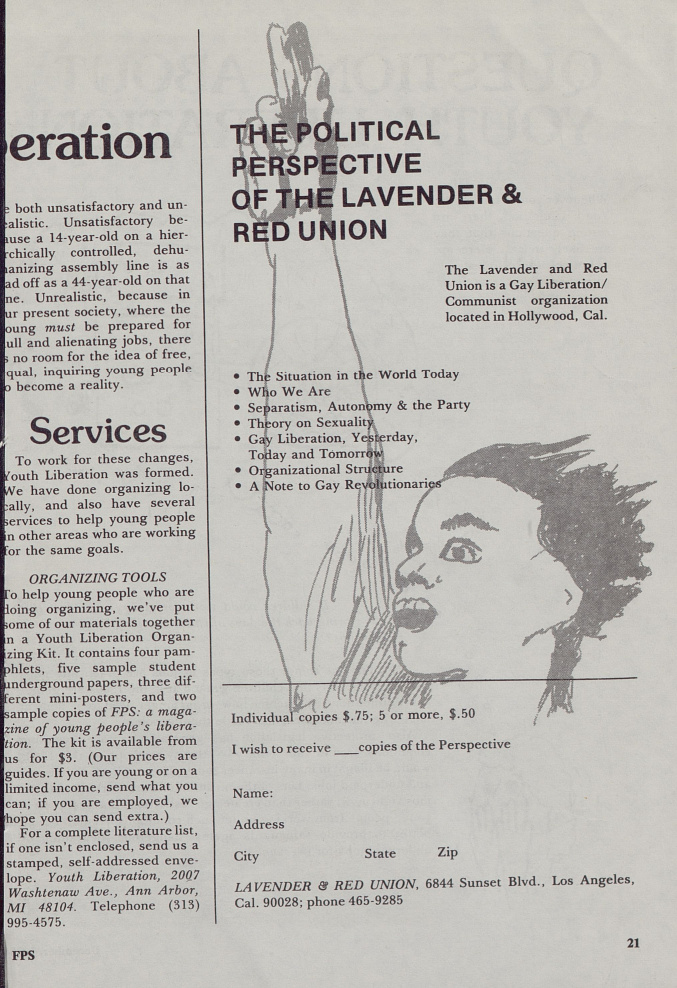 eration
e both unsatisfactory and un-
ealistic. Unsatisfactory be-
ause a 14-year-old on a hier-
rchically controlled, dehu-
anizing assembly line is as
ad off as a 44-year-old on that
ne. Unrealistic, because in
ur present society, where the
oung must be prepared for
ull and alienating jobs, there
s no room for the idea of free,
qual, inquiring young people
o become a reality.
Services
To work for these changes,
Youth Liberation was formed.
We have done organizing lo-
cally, and also have several
services to help young people
in other areas who are working
for the same goals.
ORGANIZING TOOLS
To help young people who are
doing organizing, we've put
some of our materials together
in a Youth Liberation Organ-
izing Kit. It contains four pam-
phlets, five sample student
underground papers, three dif-
ferent mini-posters, and two
sample copies of FPS: a maga-
zine of young people's libera-
tion. The kit is available from
us for $3. (Our prices are
guides. If you are young or on a
limited income, send what you
can; if you are employed, we
hope you can send extra.)
For a complete literature list,
if one isn't enclosed, send us a
stamped, self-addressed enve-
lope. Youth Liberation, 2007
Washtenaw Ave., Ann Arbor,
MI 48104. Telephone (313)
995-4575.
FPS
THE POLITICAL
PERSPECTIVE
OF THE LAVENDER &
RED UNION
The Lavender and Red
Union is a Gay Liberation/
Communist organization
located in Hollywood, Cal.
• The Situation in the World Today
• Who We Are
• Separatism, Autonomy & the Party
• Theory on Sexuality
• Gay Liberation, Yesterday,
Today and Tomorrow
• Organizational Structure
• A Note to Gay Revolutionaries
Individual copies $.75; 5 or more, $.50
I wish to receive ___copies of the Perspective
Name:
Address
City State Zip
LAVENDER & RED UNION, 6844 Sunset Blvd., Los Angeles,
Cal. 90028; phone 465-9285
21